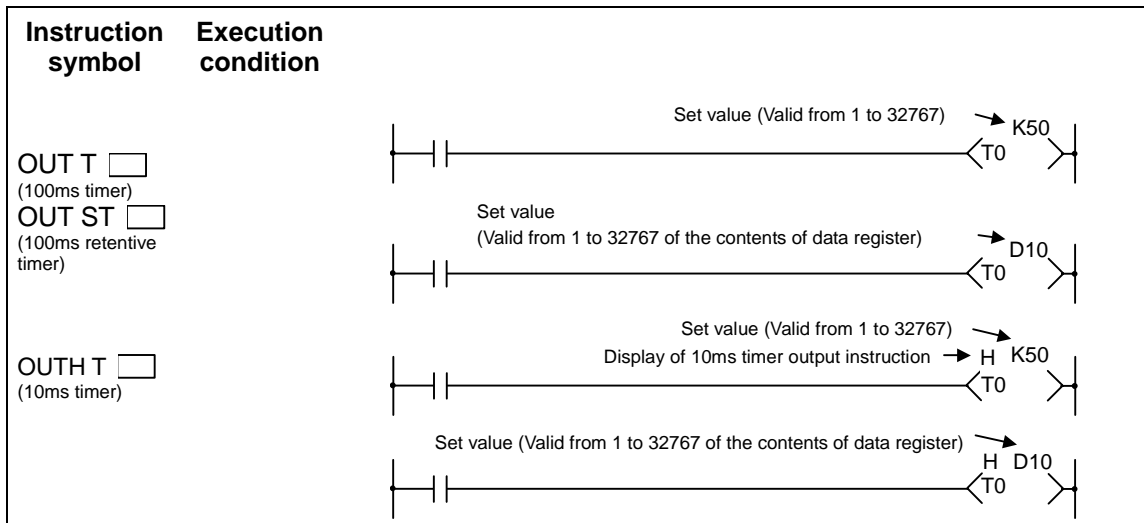 Instruction symbol
Execution condition
Set value (Valid from 1 to 32767)
K50
T0
OUT T
(100ms timer)
OUT ST
(100ms retentive
timer)
Set value
(Valid from 1 to 32767 of the contents of data register)
D10
T0
Set value (Valid from 1 to 32767)
Display of 10ms timer output instruction
H K50
T0
OUTH T
(10ms timer)
Set value (Valid from 1 to 32767 of the contents of data register)
H D10
T0